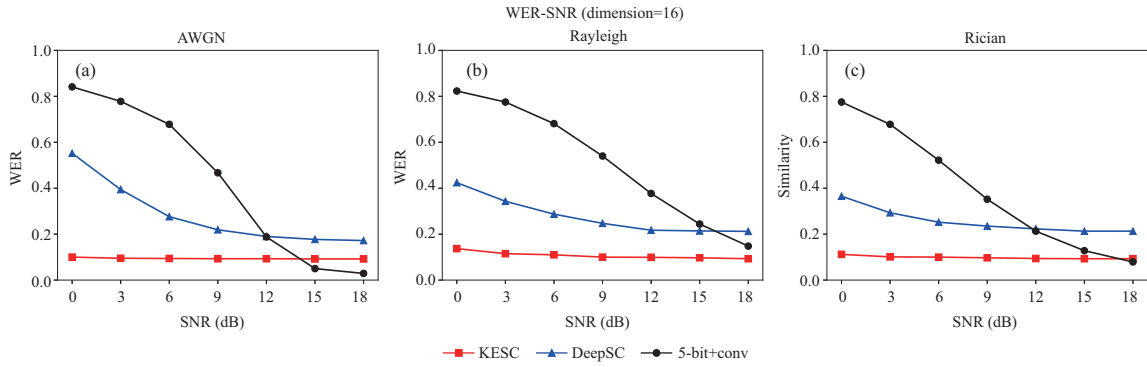 WER-SNR (dimension=16)
AWGN
Rayleigh
Rician
(a)
(b)
(c)
WER
WER
Similarity
1.0
0.8
0.6
0.4
0.2
0.0
1.0
0.8
0.6
0.4
0.2
0.0
1.0
0.8
0.6
0.4
0.2
0.0
0 3 6 9 12 15 18
0 3 6 9 12 15 18
0 3 6 9 12 15 18
SNR (dB)
SNR (dB)
SNR (dB)
KESC DeepSC 5-bit+conv